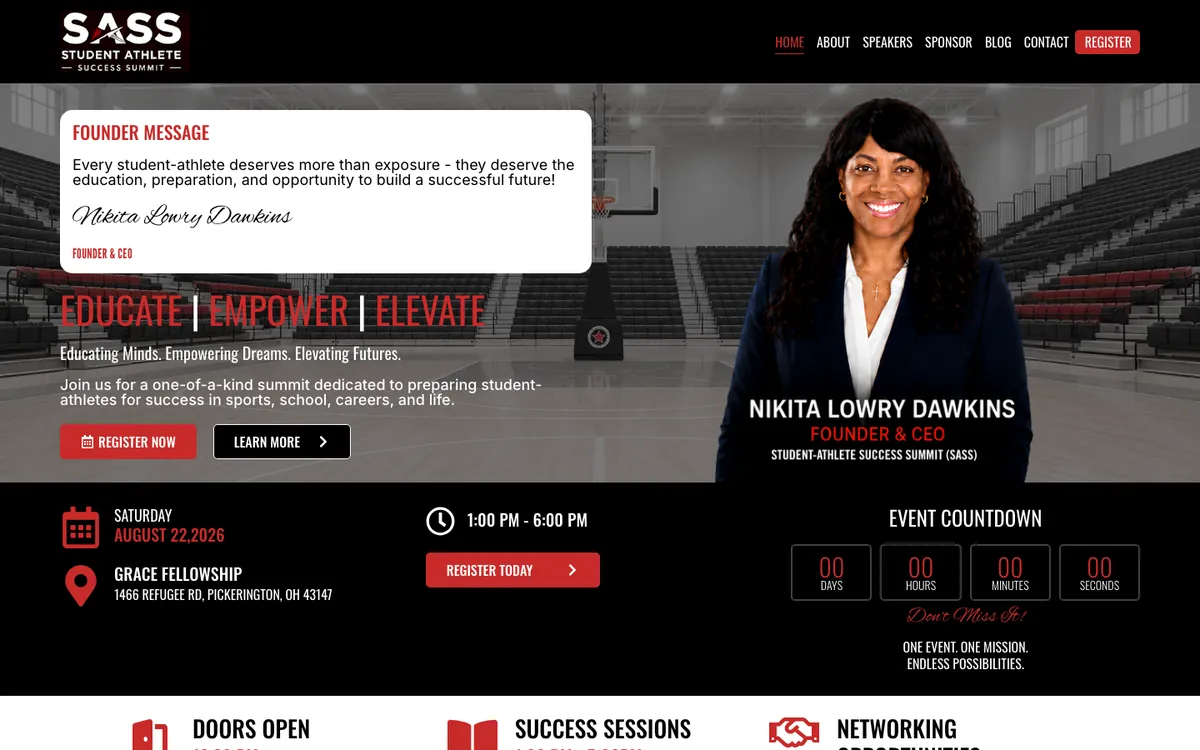 SASS
STUDENT ATHLETE
SUCCESS SUMMIT
HOME ABOUT SPEAKERS SPONSOR BLOG CONTACT REGISTER
FOUNDER MESSAGE
Every student-athlete deserves more than exposure - they deserve the
education, preparation, and opportunity to build a successful future!
Nikita Lowry Dawkins
FOUNDER & CEO
EDUCATE | EMPOWER | ELEVATE
Educating Minds. Empowering Dreams. Elevating Futures.
Join us for a one-of-a-kind summit dedicated to preparing student-
athletes for success in sports, school, careers, and life.
REGISTER NOW
LEARN MORE
NIKITA LOWRY DAWKINS
FOUNDER & CEO
STUDENT-ATHLETE SUCCESS SUMMIT (SASS)
SATURDAY
AUGUST 22,2026
GRACE FELLOWSHIP
1466 REFUGEE RD, PICKERINGTON, OH 43147
1:00 PM - 6:00 PM
REGISTER TODAY
EVENT COUNTDOWN
00 00 00 00
DAYS HOURS MINUTES SECONDS
Don't Miss It!
ONE EVENT. ONE MISSION.
ENDLESS POSSIBILITIES.
DOORS OPEN
SUCCESS SESSIONS
NETWORKING
OPPORTUNITIES